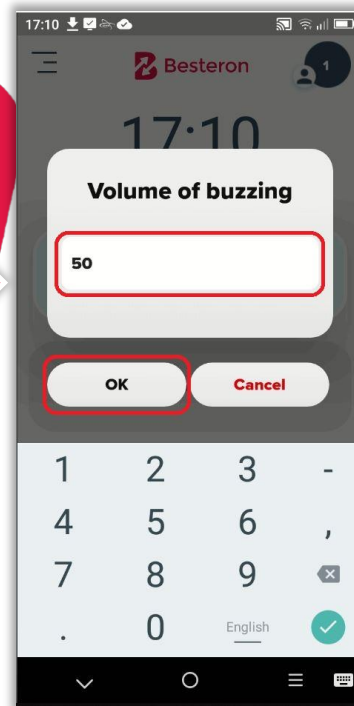 17:10
Besteron
1
17:10
Volume of buzzing
50
OK
Cancel
1 2 3 -
4 5 6 ,
7 8 9
. 0 English